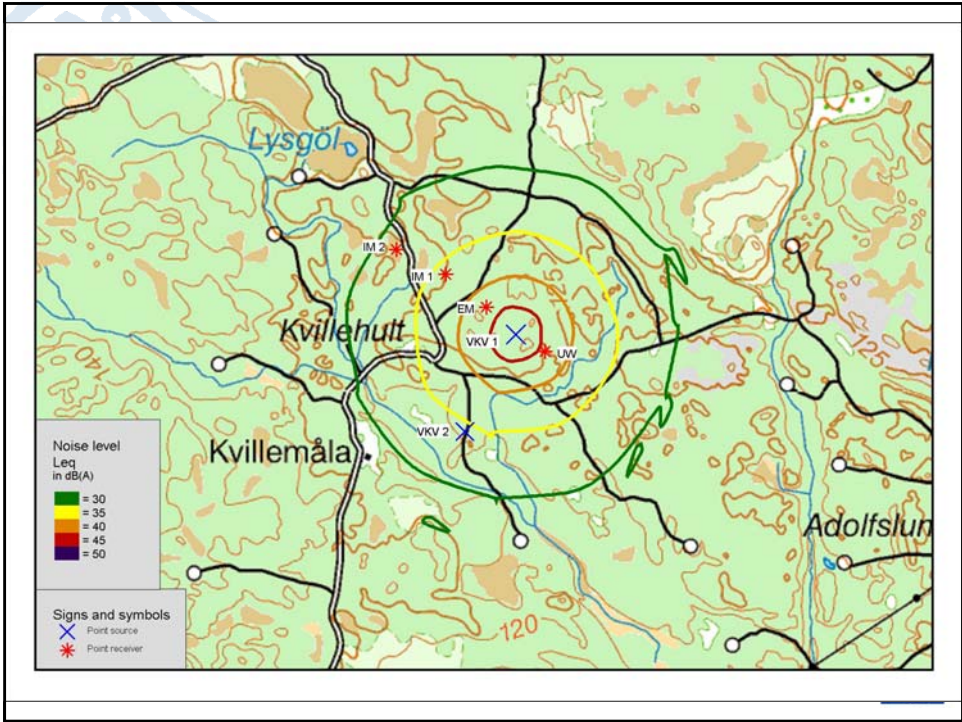 Lysgöl
IM 2
IM 1
125
EM
Kvillehult
VKV 1
UW
125
VKV 2
Kvillemåla
Adolfslun
120
Noise level
Leq
in dB(A)
= 30
= 35
= 40
= 45
= 50
Signs and symbols
Point source
Point receiver